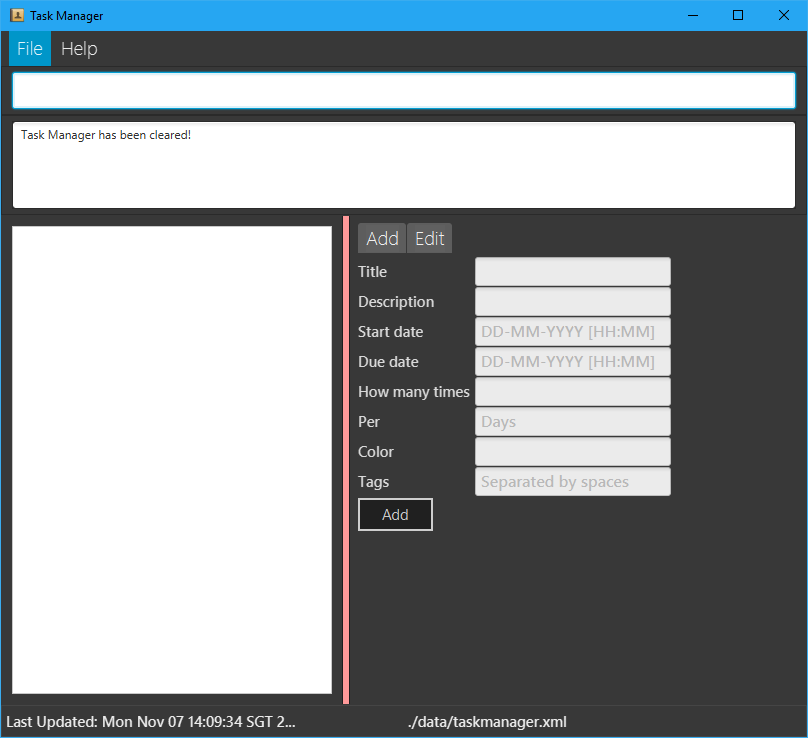 Task Manager
File Help
Task Manager has been cleared!
Add Edit
Title
Description
Start date DD-MM-YYYY [HH:MM]
Due date DD-MM-YYYY [HH:MM]
How many times
Per Days
Color
Tags Separated by spaces
Add
Last Updated: Mon Nov 07 14:09:34 SGT 2... ./data/taskmanager.xml